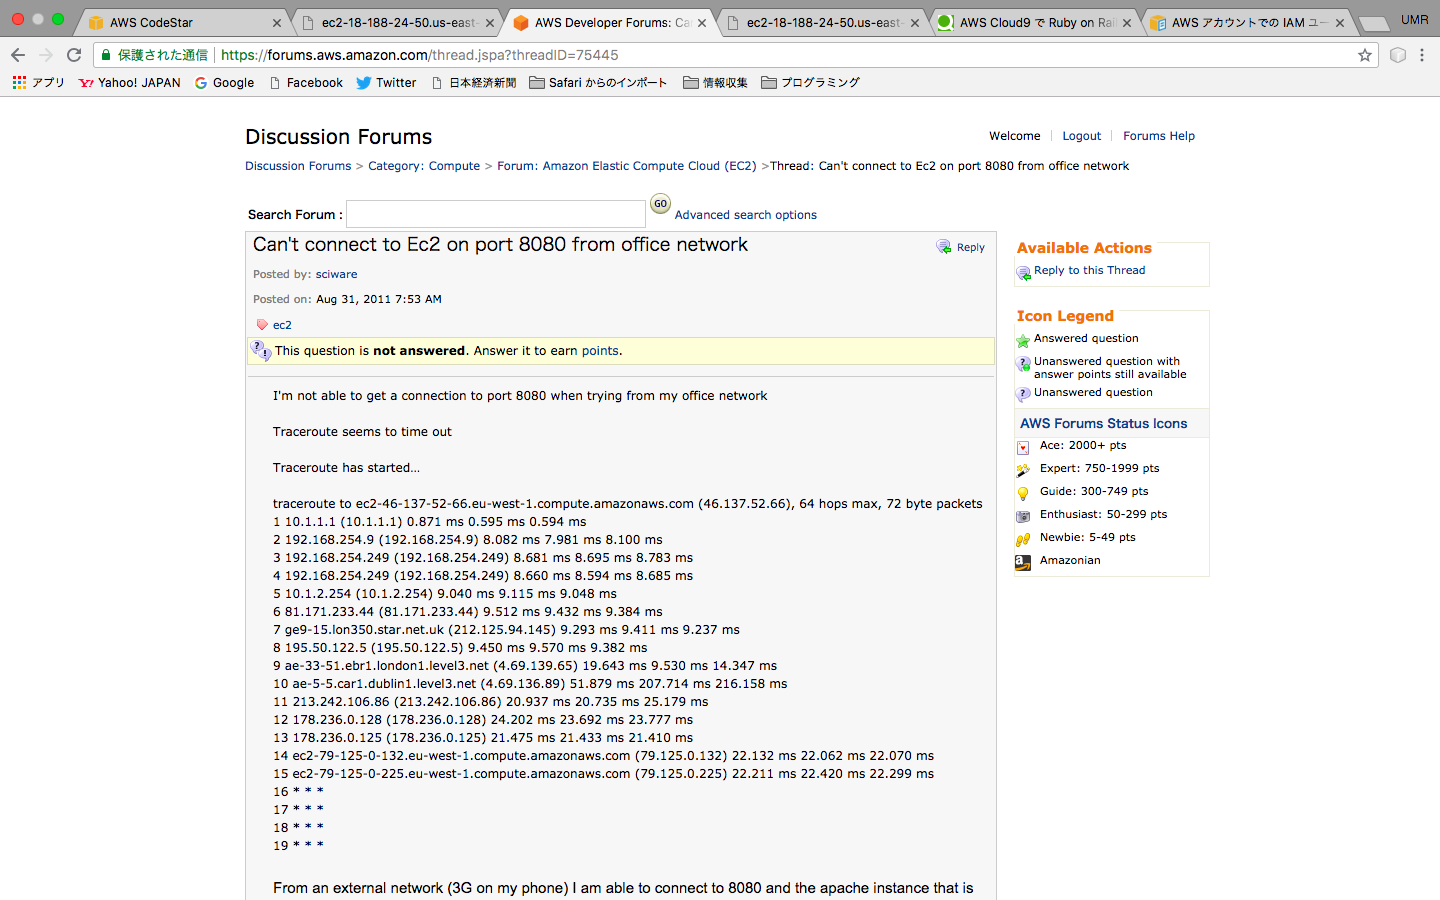 AWS CodeStar
ec2-18-188-24-50.us-east-
AWS Developer Forums: Ca
ec2-18-188-24-50.us-east-
AWS Cloud9 で Ruby on Rai
AWS アカウントでの IAM ユー
UMR
保護された通信
https://forums.aws.amazon.com/thread.jspa?threadID=75445
アプリ
Yahoo! JAPAN
Google
Facebook
Twitter
日本経済新聞
Safari からのインポート
情報収集
プログラミング
Discussion Forums
Welcome
Logout
Forums Help
Discussion Forums > Category: Compute > Forum: Amazon Elastic Compute Cloud (EC2) >Thread: Can't connect to Ec2 on port 8080 from office network
Search Forum :
GO
Advanced search options
Can't connect to Ec2 on port 8080 from office network
Reply
Posted by: sciware
Posted on: Aug 31, 2011 7:53 AM
ec2
This question is not answered. Answer it to earn points.
I'm not able to get a connection to port 8080 when trying from my office network
Traceroute seems to time out
Traceroute has started…
traceroute to ec2-46-137-52-66.eu-west-1.compute.amazonaws.com (46.137.52.66), 64 hops max, 72 byte packets
1 10.1.1.1 (10.1.1.1) 0.871 ms 0.595 ms 0.594 ms
2 192.168.254.9 (192.168.254.9) 8.082 ms 7.981 ms 8.100 ms
3 192.168.254.249 (192.168.254.249) 8.681 ms 8.695 ms 8.783 ms
4 192.168.254.249 (192.168.254.249) 8.660 ms 8.594 ms 8.685 ms
5 10.1.2.254 (10.1.2.254) 9.040 ms 9.115 ms 9.048 ms
6 81.171.233.44 (81.171.233.44) 9.512 ms 9.432 ms 9.384 ms
7 ge9-15.lon350.star.net.uk (212.125.94.145) 9.293 ms 9.411 ms 9.237 ms
8 195.50.122.5 (195.50.122.5) 9.450 ms 9.570 ms 9.382 ms
9 ae-33-51.ebr1.london1.level3.net (4.69.139.65) 19.643 ms 9.530 ms 14.347 ms
10 ae-5-5.car1.dublin1.level3.net (4.69.136.89) 51.879 ms 207.714 ms 216.158 ms
11 213.242.106.86 (213.242.106.86) 20.937 ms 20.735 ms 25.179 ms
12 178.236.0.128 (178.236.0.128) 24.202 ms 23.692 ms 23.777 ms
13 178.236.0.125 (178.236.0.125) 21.475 ms 21.433 ms 21.410 ms
14 ec2-79-125-0-132.eu-west-1.compute.amazonaws.com (79.125.0.132) 22.132 ms 22.062 ms 22.070 ms
15 ec2-79-125-0-225.eu-west-1.compute.amazonaws.com (79.125.0.225) 22.211 ms 22.420 ms 22.299 ms
16 * * *
17 * * *
18 * * *
19 * * *
From an external network (3G on my phone) I am able to connect to 8080 and the apache instance that is
Available Actions
Reply to this Thread
Icon Legend
Answered question
Unanswered question with
answer points still available
Unanswered question
AWS Forums Status Icons
Ace: 2000+ pts
Expert: 750-1999 pts
Guide: 300-749 pts
Enthusiast: 50-299 pts
Newbie: 5-49 pts
Amazonian